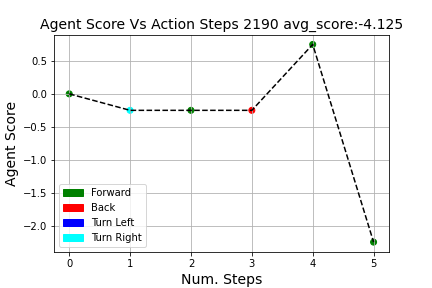 Agent Score Vs Action Steps 2190 avg_score:-4.125
Agent Score
0.5
0.0
−0.5
−1.0
−1.5
−2.0
Forward
Back
Turn Left
Turn Right
0 1 2 3 4 5
Num. Steps